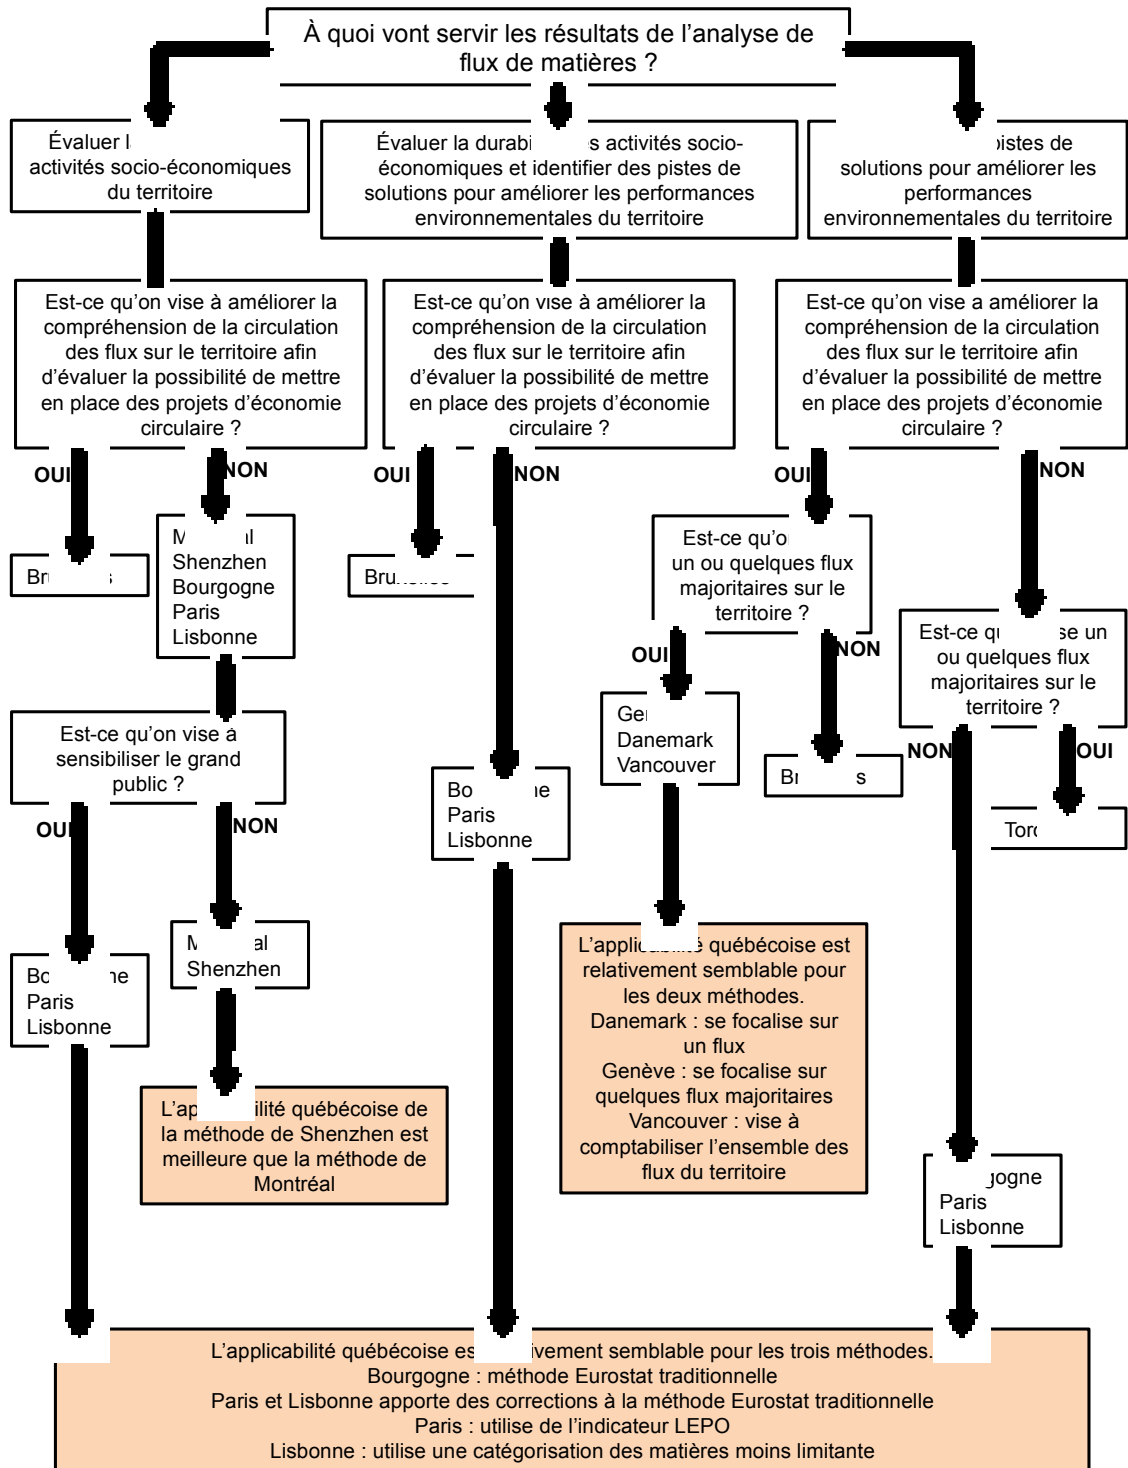 À quoi vont servir les résultats de l'analyse de
flux de matières ?
Évaluer
activités socio-économiques
du territoire
Évaluer la activités socio-
économiques et identifier des pistes de
solutions pour améliorer les performances
environnementales du territoire
pistes de
solutions pour améliorer les
performances
environnementales du territoire
Est-ce qu'on vise à améliorer la
compréhension de la circulation
des flux sur le territoire afin
d'évaluer la possibilité de mettre
en place des projets d'économie
circulaire ?
Est-ce qu'on vise à améliorer la
compréhension de la circulation
des flux sur le territoire afin
d'évaluer la possibilité de mettre
en place des projets d'économie
circulaire ?
Est-ce qu'on vise a améliorer la
compréhension de la circulation
des flux sur le territoire afin
d'évaluer la possibilité de mettre
en place des projets d'économie
circulaire ?
OUI
NON
OUI
NON
OUI
NON
Shenzhen
Bourgogne
Paris
Lisbonne
Est-ce
un ou quelques flux
majoritaires sur le
territoire ?
Est-ce un
ou quelques flux
majoritaires sur le
territoire ?
OUI
NON
Danemark
Vancouver
NON
OUI
Est-ce qu'on vise à
sensibiliser le grand
public ?
OUI
NON
Paris
Lisbonne
Shenzhen
Paris
Lisbonne
L'applicabilité québécoise est
relativement semblable pour
les deux méthodes.
Danemark : se focalise sur
un flux
Genève : se focalise sur
quelques flux majoritaires
Vancouver : vise à
comptabiliser l'ensemble des
flux du territoire
québécoise de
la méthode de Shenzhen est
meilleure que la méthode de
Montréal
Paris
Lisbonne
L'applicabilité québécoise semblable pour les trois méthodes.
Bourgogne : méthode Eurostat traditionnelle
Paris et Lisbonne apporte des corrections à la méthode Eurostat traditionnelle
Paris : utilise de l'indicateur LEPO
Lisbonne : utilise une catégorisation des matières moins limitante